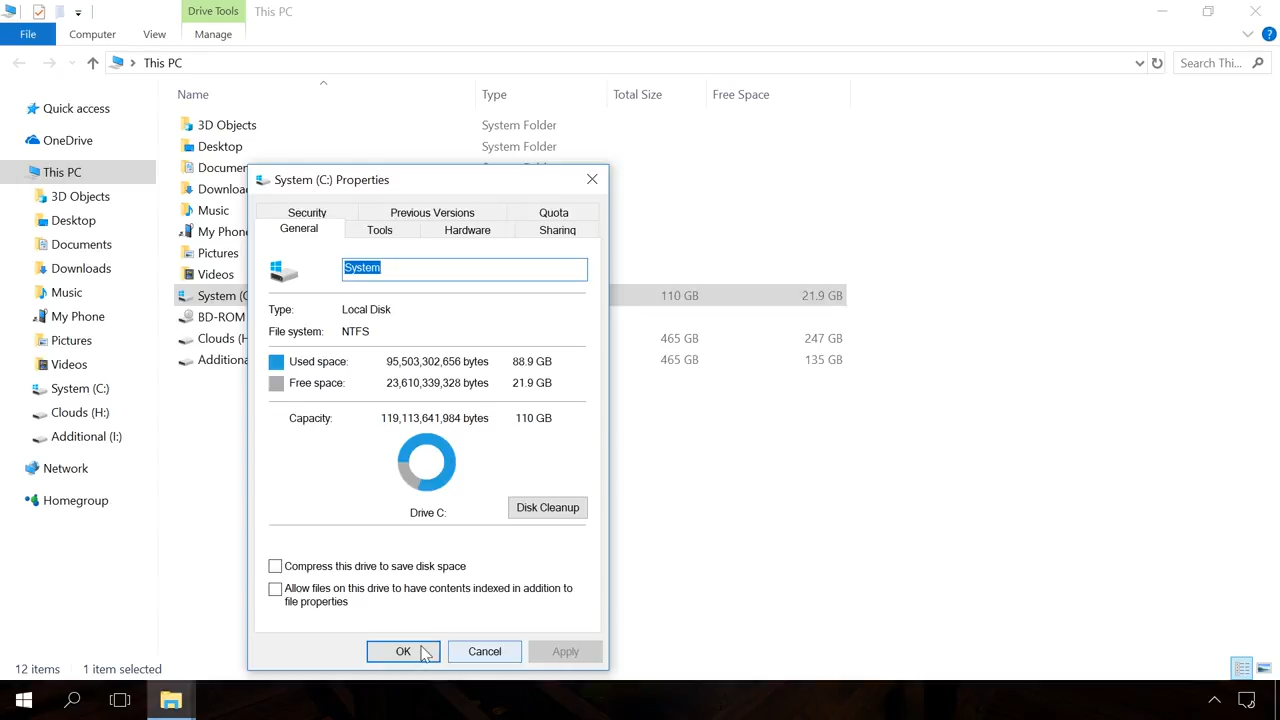 Drive Tools
This PC
File
Computer
View
Manage
?
This PC
Search Thi...
Name
Type
Total Size
Free Space
Quick access
OneDrive
This PC
3D Objects
Desktop
Documents
Downloads
Music
My Phone
Pictures
Videos
System (C:)
Clouds (H:)
Additional (I:)
Network
Homegroup
3D Objects System Folder
Desktop System Folder
Documen
Downloa
Music
My Phon
Pictures
Videos
System (C 110 GB 21.9 GB
BD-ROM
Clouds (H 465 GB 247 GB
Additiona 465 GB 135 GB
System (C:) Properties
Security Previous Versions Quota
General Tools Hardware Sharing
System
Type: Local Disk
File system: NTFS
Used space: 95,503,302,656 bytes 88.9 GB
Free space: 23,610,339,328 bytes 21.9 GB
Capacity: 119,113,641,984 bytes 110 GB
Drive C:
Disk Cleanup
Compress this drive to save disk space
Allow files on this drive to have contents indexed in addition to
file properties
OK Cancel Apply
12 items 1 item selected